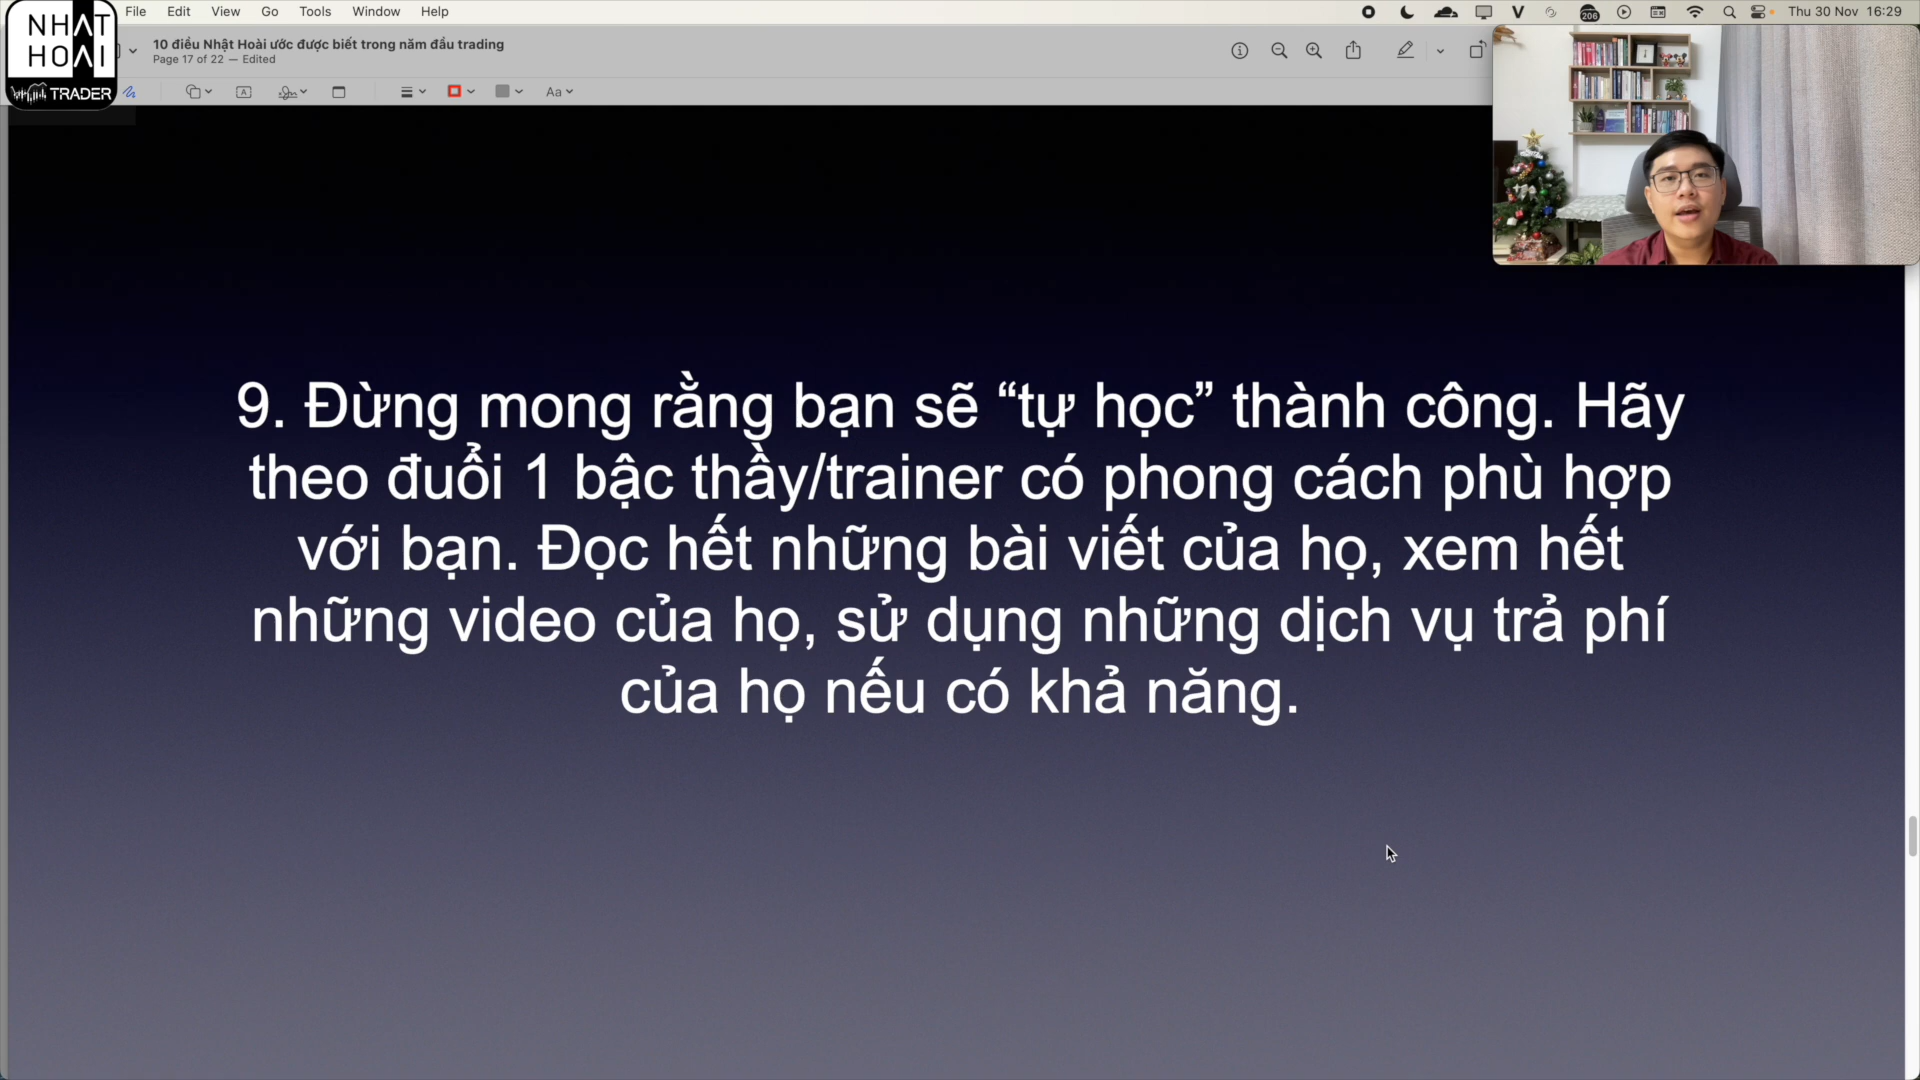 NHAT
HOAI
TRADER
File Edit View Go Tools Window Help
V
206
Thu 30 Nov 16:29
10 điều Nhật Hoài ước được biết trong năm đầu trading
Page 17 of 22 — Edited
A
Aa
9. Đừng mong rằng bạn sẽ “tự học” thành công. Hãy
theo đuổi 1 bậc thầy/trainer có phong cách phù hợp
với bạn. Đọc hết những bài viết của họ, xem hết
những video của họ, sử dụng những dịch vụ trả phí
của họ nếu có khả năng.